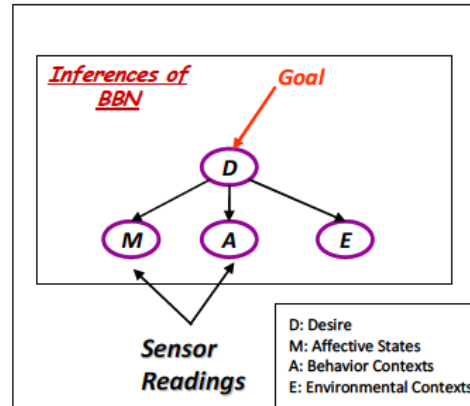 Inferences of
BBN
Goal
D
M
A
E
Sensor
Readings
D: Desire
M: Affective States
A: Behavior Contexts
E: Environmental Contexts